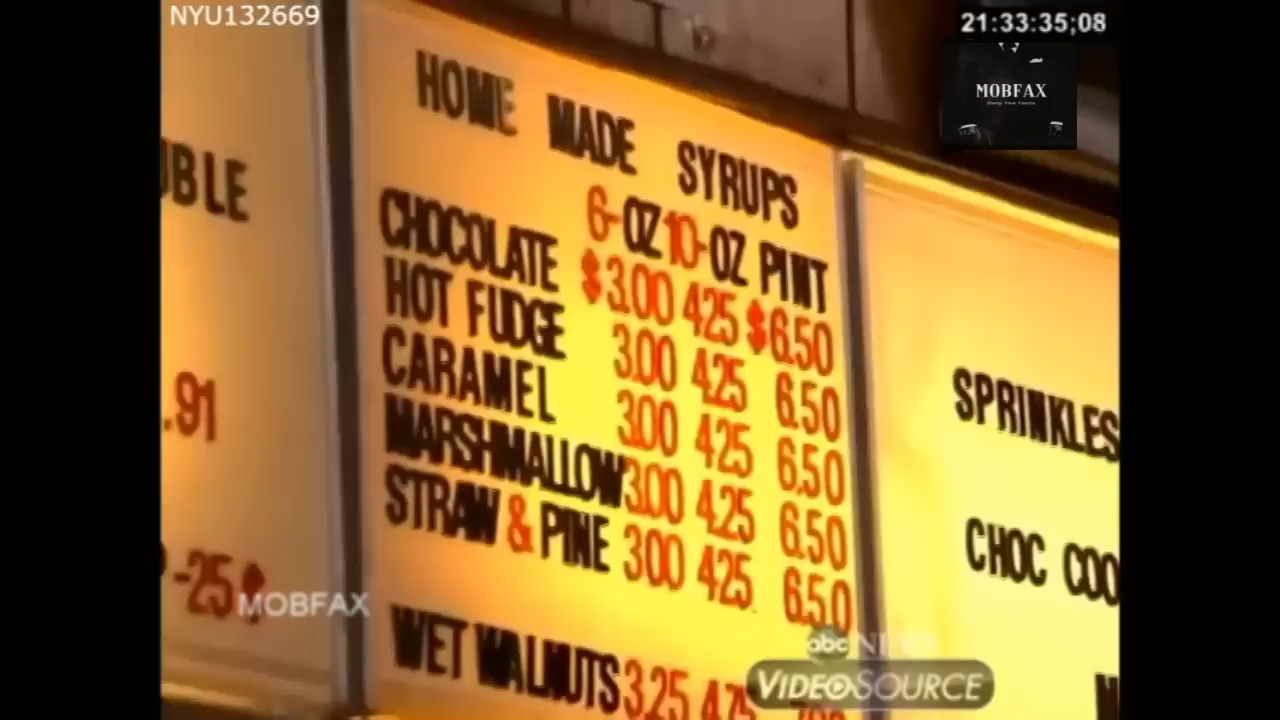 NYU132669
21:33:35;08
MOBFAX
Only The Facts
HOME MADE SYRUPS
6-OZ 10-OZ PINT
CHOCOLATE $3.00 425 $6.50
HOT FUDGE 3.00 425 6.50
CARAMEL 3.00 425 6.50
MARSHMALLOW 3.00 425 6.50
STRAW & PINE 300 425 6.50
WET WALNUTS 3.25
.91
-25¢
SPRINKLES
CHOC
MOBFAX
abc NEWS
VIDEOSOURCE